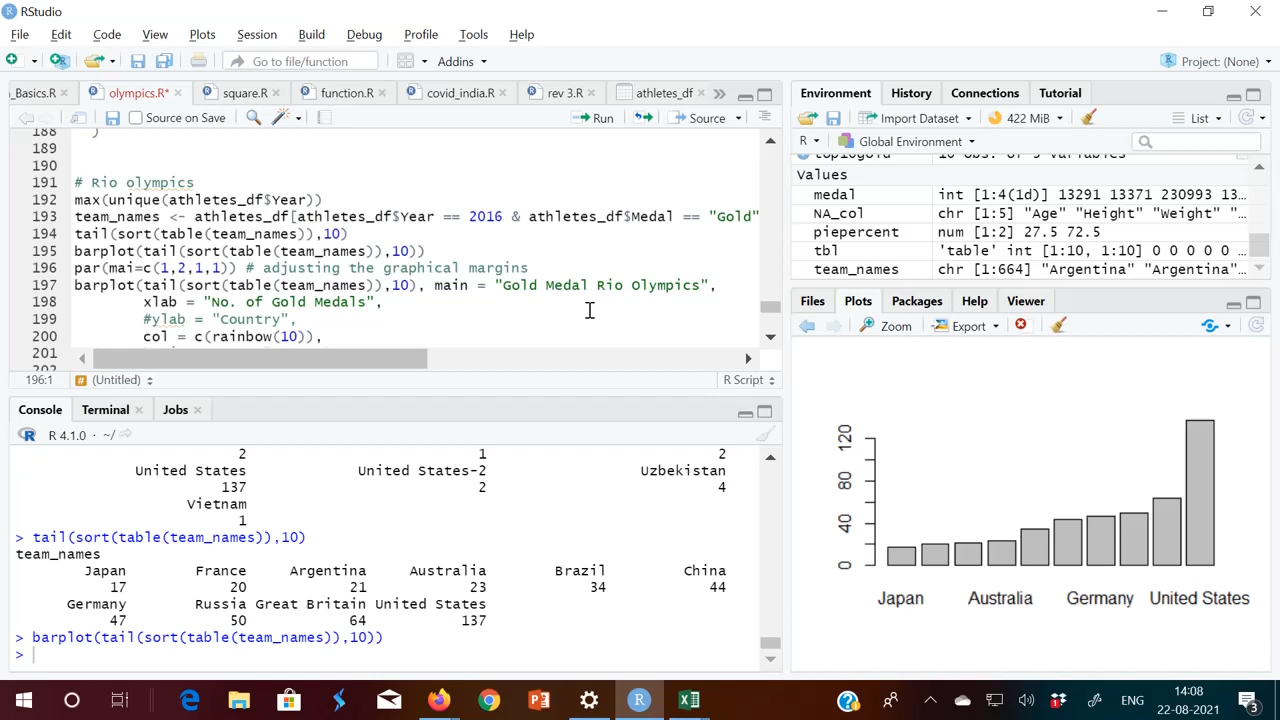 RStudio
File Edit Code View Plots Session Build Debug Profile Tools Help
Go to file/function Addins Project: (None)
_Basics.R olympics.R* square.R function.R covid_india.R rev 3.R athletes_df
Source on Save Run Source
188 )
189
190
191 # Rio olympics
192 max(unique(athletes_df$Year))
193 team_names <- athletes_df[athletes_df$Year == 2016 & athletes_df$Medal == "Gold"
194 tail(sort(table(team_names)),10)
195 barplot(tail(sort(table(team_names)),10))
196 par(mai=c(1,2,1,1)) # adjusting the graphical margins
197 barplot(tail(sort(table(team_names)),10), main = "Gold Medal Rio Olympics",
198 xlab = "No. of Gold Medals",
199 #ylab = "Country",
200 col = c(rainbow(10)),
201
202
196:1 (Untitled) R Script
Console Terminal Jobs
R 4.1.0 · ~/
2 1 2
United States United States-2 Uzbekistan
137 2 4
Vietnam
1
> tail(sort(table(team_names)),10)
team_names
Japan France Argentina Australia Brazil China
17 20 21 23 34 44
Germany Russia Great Britain United States
47 50 64 137
> barplot(tail(sort(table(team_names)),10))
>
Environment History Connections Tutorial
Import Dataset 422 MiB List
R Global Environment
top10gold 10 obs. of 3 variables
Values
medal int [1:4(1d)] 13291 13371 230993 13…
NA_col chr [1:5] "Age" "Height" "Weight" "…
piepercent num [1:2] 27.5 72.5
tbl 'table' int [1:10, 1:10] 0 0 0 0 0 …
team_names chr [1:664] "Argentina" "Argentina"…
Files Plots Packages Help Viewer
Zoom Export
120
80
40
0
Japan Australia Germany United States
ENG 14:08
22-08-2021
3